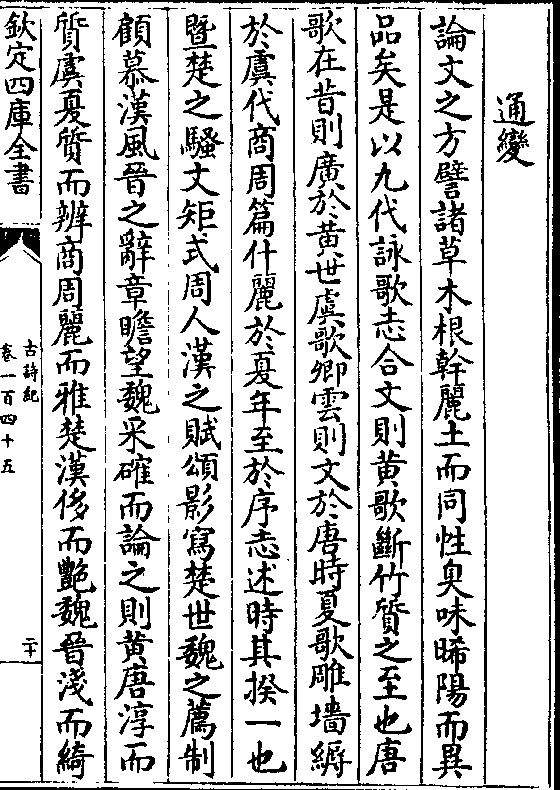 通變
論文之方譬諸草木根幹麗土而同性臭味晞陽而異
品矣是以九代詠歌志合文則黄歌斷竹質之至也唐
歌在昔則廣於黄世虞歌卿雲則文於唐時夏歌雕墻縟
於虞代商周篇什麗於夏年至於序志述時其揆一也
暨楚之騷文矩式周人漢之賦頌影寫楚世魏之薦制
顧慕漢風晉之辭章瞻望魏采確而論之則黄唐淳而
質虞夏質而辨商周麗而雅楚漢侈而艷魏晉淺而綺
欽定四庫全書
古詩紀
卷一百四十五
二十